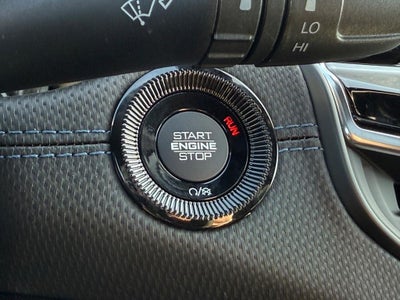 LO
HI
RUN
START
ENGINE
STOP